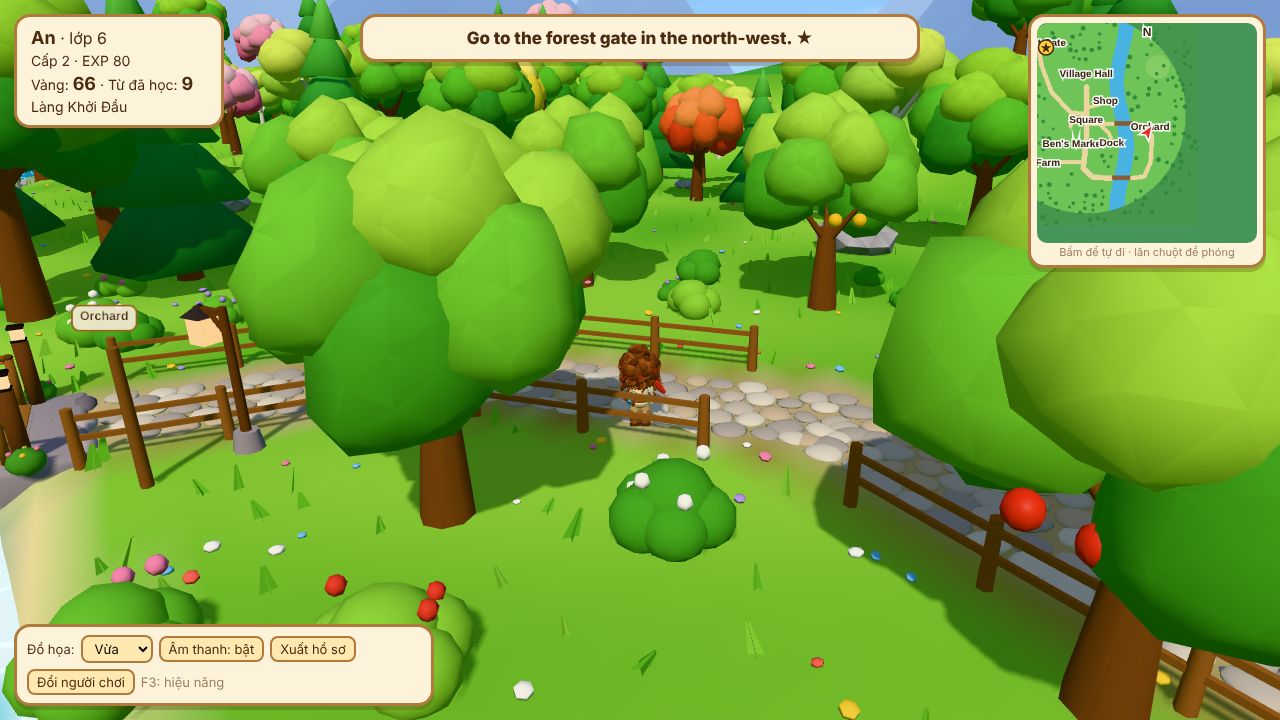 An · lớp 6
Cấp 2 · EXP 80
Vàng: 66 · Từ đã học: 9
Làng Khởi Đầu
Go to the forest gate in the north-west. ★
N
Village Hall
Shop
Square
Orchard
Ben's Marke
Dock
Farm
Bấm để tự đi · lăn chuột để phóng
Orchard
Đồ họa: Vừa Âm thanh: bật Xuất hồ sơ
Đổi người chơi F3: hiệu năng